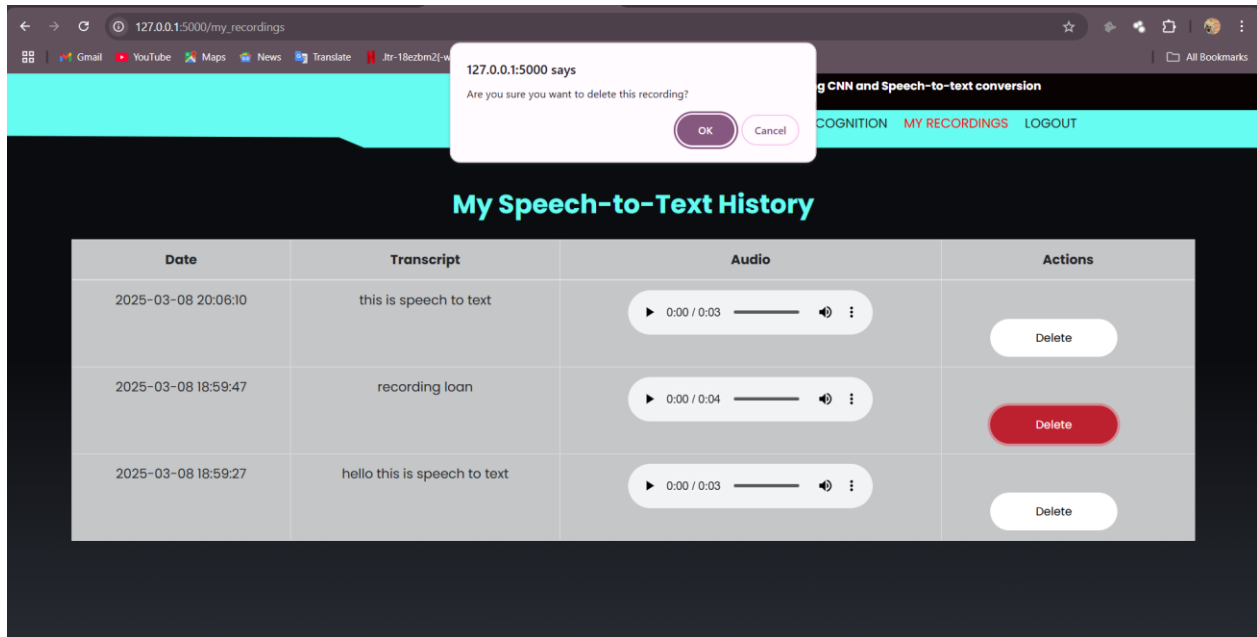 127.0.0.1:5000/my_recordings
Gmail YouTube Maps News Translate All Bookmarks
127.0.0.1:5000 says
Are you sure you want to delete this recording?
OK Cancel
CNN and Speech-to-text conversion
MY RECORDINGS LOGOUT
My Speech-to-Text History
Date Transcript Audio Actions
2025-03-08 20:06:10 this is speech to text 0:00 / 0:03 Delete
2025-03-08 18:59:47 recording loan 0:00 / 0:04 Delete
2025-03-08 18:59:27 hello this is speech to text 0:00 / 0:03 Delete